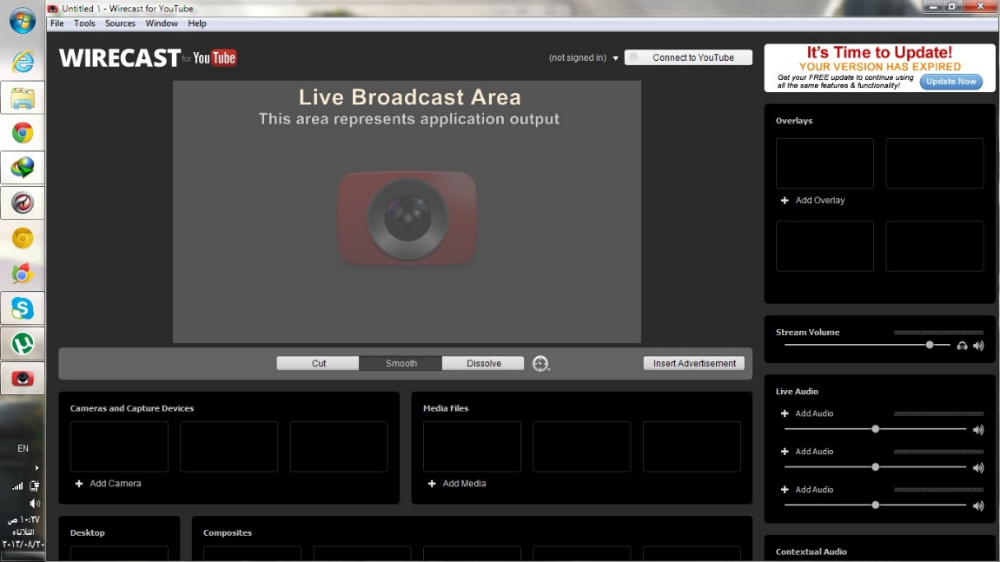 Untitled ١ - Wirecast for YouTube
File Tools Sources Window Help
WIRECAST for YouTube
(not signed in)
Connect to YouTube
It's Time to Update!
YOUR VERSION HAS EXPIRED
Get your FREE update to continue using
all the same features & functionality!
Update Now
Live Broadcast Area
This area represents application output
Overlays
Add Overlay
Stream Volume
Cut
Smooth
Dissolve
Insert Advertisement
Live Audio
Add Audio
Add Audio
Add Audio
Cameras and Capture Devices
Add Camera
Media Files
Add Media
Desktop
Composites
Contextual Audio
EN
١٠:٢٧ ص
الثلاثاء